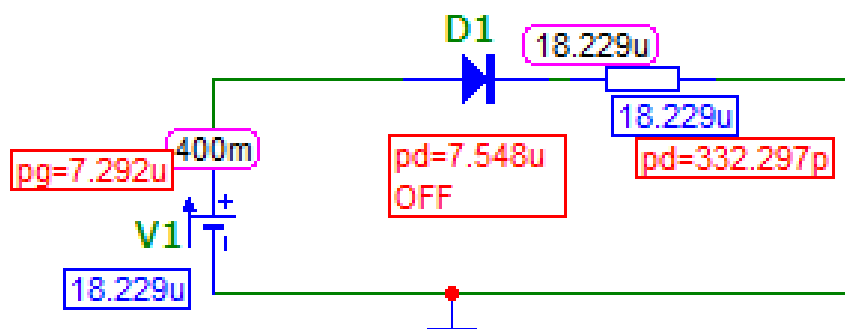 D1
18.229u
18.229u
400m
pg=7.292u
pd=7.548u
OFF
pd=332.297p
+
V1
18.229u